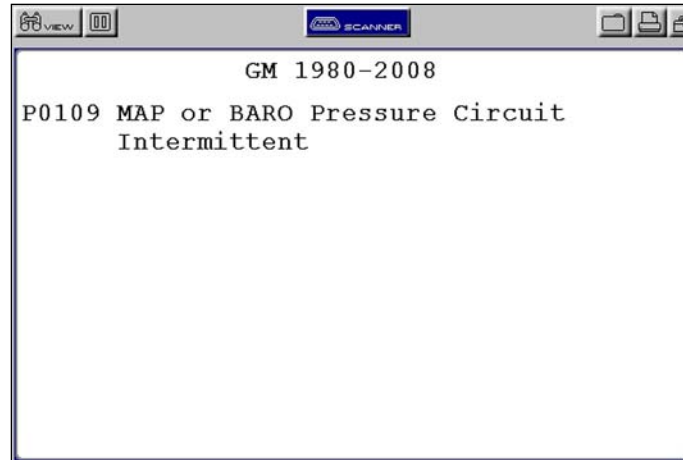 VIEW
SCANNER
GM 1980-2008
P0109 MAP or BARO Pressure Circuit
Intermittent